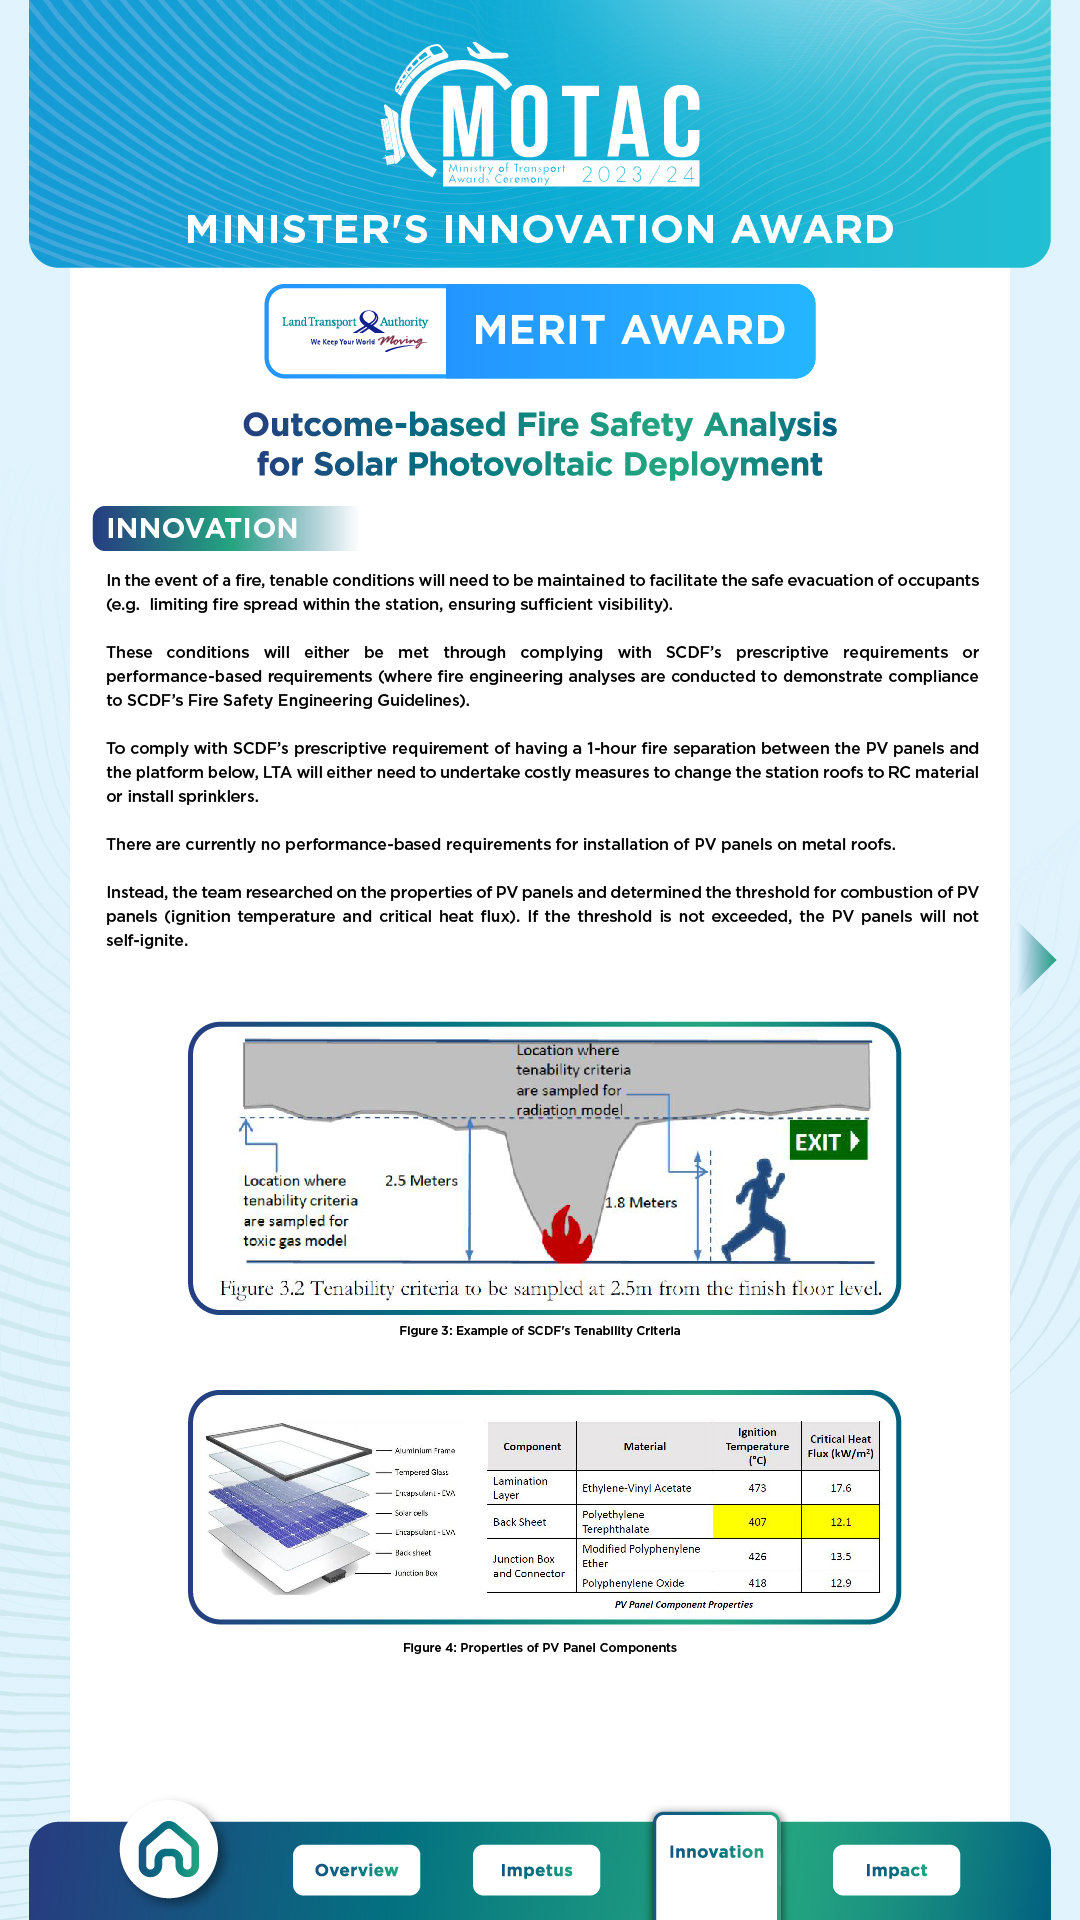 MOTAC
Ministry of Transport
Awards Ceremony 2023/24
MINISTER'S INNOVATION AWARD
Land Transport Authority
We Keep Your World Moving
MERIT AWARD
Outcome-based Fire Safety Analysis
for Solar Photovoltaic Deployment
INNOVATION
In the event of a fire, tenable conditions will need to be maintained to facilitate the safe evacuation of occupants
(e.g. limiting fire spread within the station, ensuring sufficient visibility).
These conditions will either be met through complying with SCDF’s prescriptive requirements or
performance-based requirements (where fire engineering analyses are conducted to demonstrate compliance
to SCDF’s Fire Safety Engineering Guidelines).
To comply with SCDF’s prescriptive requirement of having a 1-hour fire separation between the PV panels and
the platform below, LTA will either need to undertake costly measures to change the station roofs to RC material
or install sprinklers.
There are currently no performance-based requirements for installation of PV panels on metal roofs.
Instead, the team researched on the properties of PV panels and determined the threshold for combustion of PV
panels (ignition temperature and critical heat flux). If the threshold is not exceeded, the PV panels will not
self-ignite.
Location where
tenability criteria
are sampled for
radiation model
EXIT
Location where
tenability criteria
are sampled for
toxic gas model
2.5 Meters
1.8 Meters
Figure 3.2 Tenability criteria to be sampled at 2.5m from the finish floor level.
Figure 3: Example of SCDF's Tenability Criteria
Aluminium Frame
Tempered Glass
Encapsulant - EVA
Solar cells
Encapsulant - EVA
Back sheet
Junction Box
Component Material Ignition Temperature (°C) Critical Heat Flux (kW/m²)
Lamination Layer Ethylene-Vinyl Acetate 473 17.6
Back Sheet Polyethylene Terephthalate 407 12.1
Junction Box and Connector Modified Polyphenylene Ether 426 13.5
Polyphenylene Oxide 418 12.9
PV Panel Component Properties
Figure 4: Properties of PV Panel Components
Overview
Impetus
Innovation
Impact